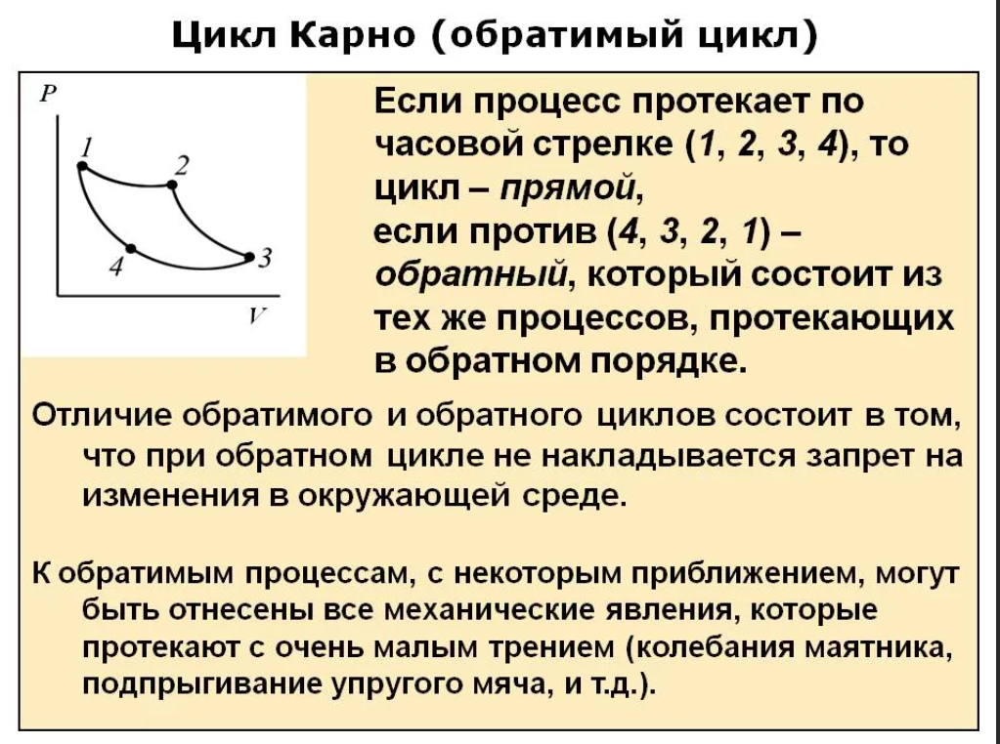 Цикл Карно (обратимый цикл)
P
1
2
4
3
V
Если процесс протекает по
часовой стрелке (1, 2, 3, 4), то
цикл – прямой,
если против (4, 3, 2, 1) –
обратный, который состоит из
тех же процессов, протекающих
в обратном порядке.
Отличие обратимого и обратного циклов состоит в том,
что при обратном цикле не накладывается запрет на
изменения в окружающей среде.
К обратимым процессам, с некоторым приближением, могут
быть отнесены все механические явления, которые
протекают с очень малым трением (колебания маятника,
подпрыгивание упругого мяча, и т.д.).